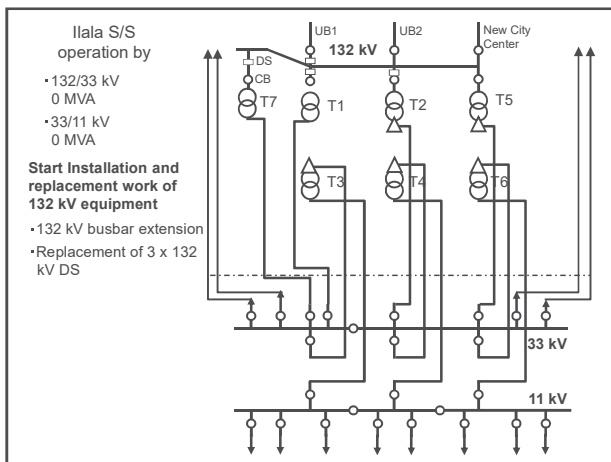 Ilala S/S
operation by
· 132/33 kV
0 MVA
· 33/11 kV
0 MVA
Start Installation and
replacement work of
132 kV equipment
· 132 kV busbar extension
· Replacement of 3 x 132
kV DS
UB1
UB2
New City
Center
132 kV
DS
CB
T7
T1
T2
T5
T3
T4
T6
33 kV
11 kV